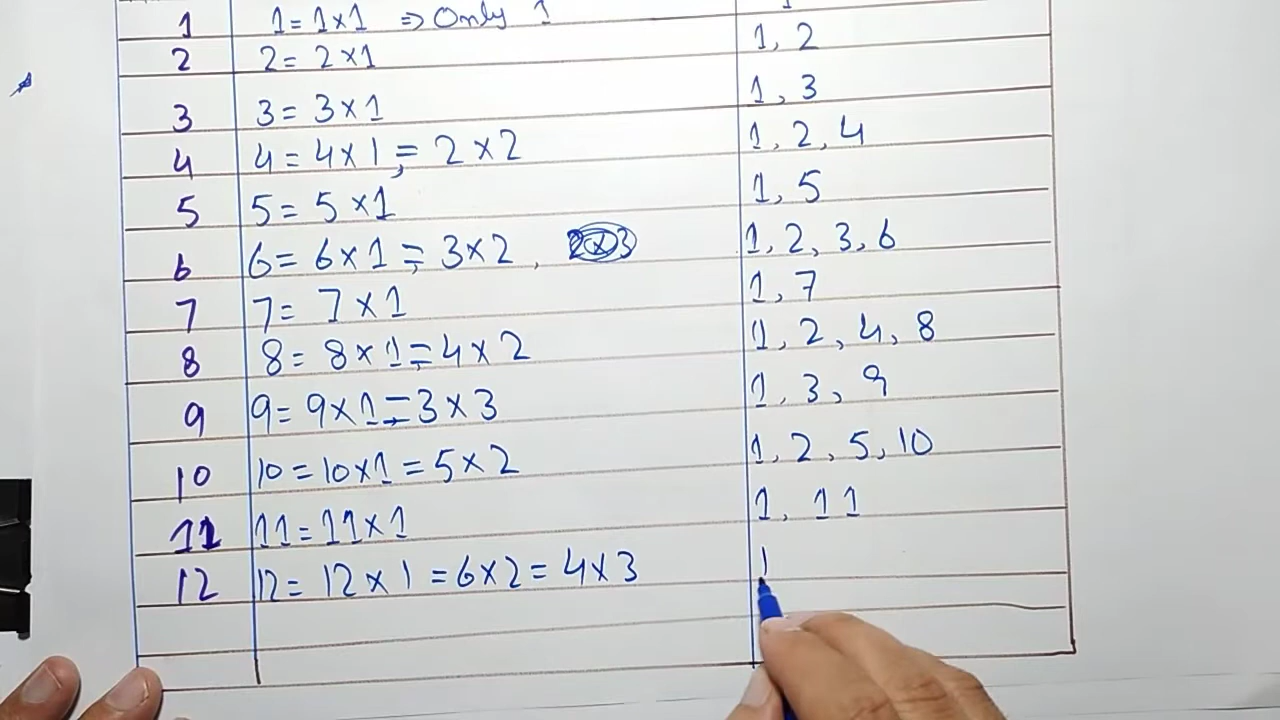 1 1 = 1×1 ⇒ Only 1
2 2 = 2×1 1, 2
3 3 = 3×1 1, 3
4 4 = 4×1, = 2×2 1, 2, 4
5 5 = 5×1 1, 5
6 6 = 6×1, = 3×2, 1, 2, 3, 6
7 7 = 7×1 1, 7
8 8 = 8×1, = 4×2 1, 2, 4, 8
9 9 = 9×1, = 3×3 1, 3, 9
10 10 = 10×1 = 5×2 1, 2, 5, 10
11 11 = 11×1 1, 11
12 12 = 12×1 = 6×2 = 4×3 1